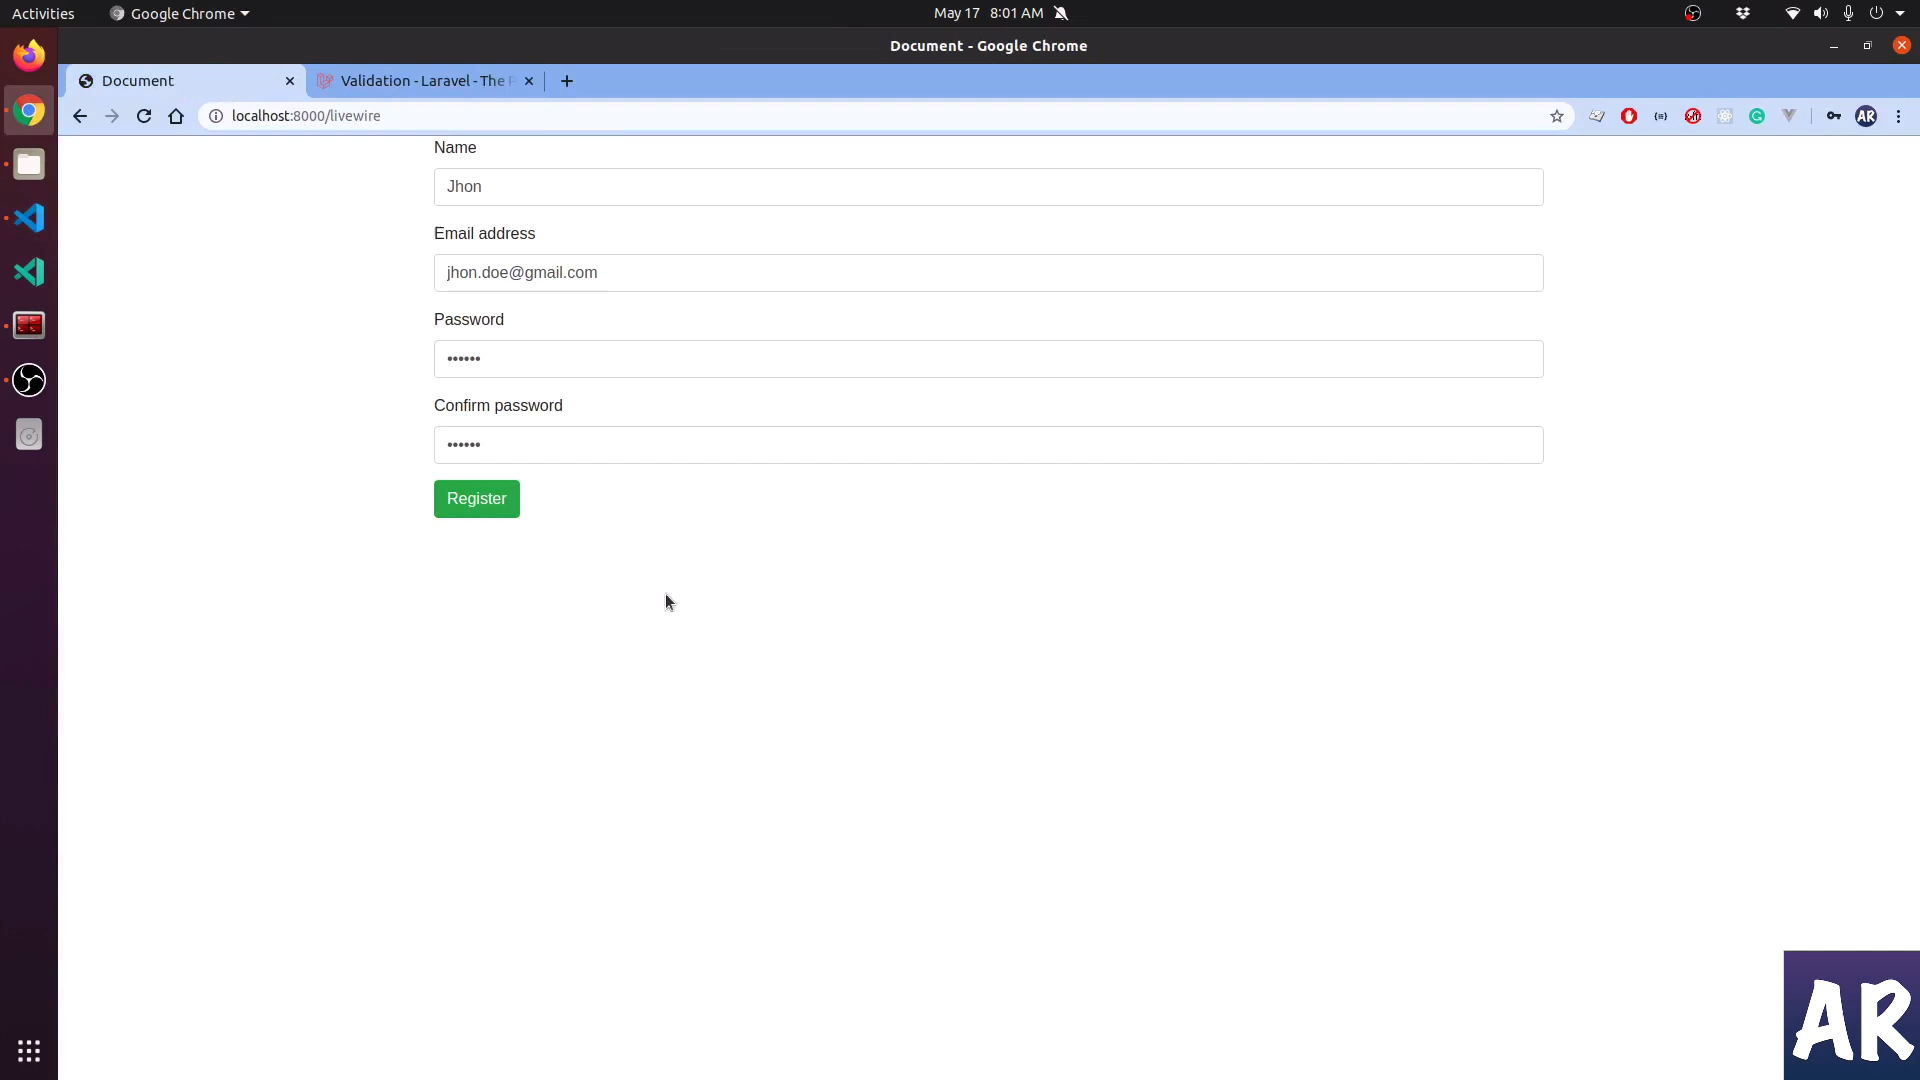 Activities
Google Chrome
May 17 8:01 AM
Document - Google Chrome
Document
Validation - Laravel - The
localhost:8000/livewire
AR
Name
Jhon
Email address
jhon.doe@gmail.com
Password
••••••
Confirm password
••••••
Register
AR